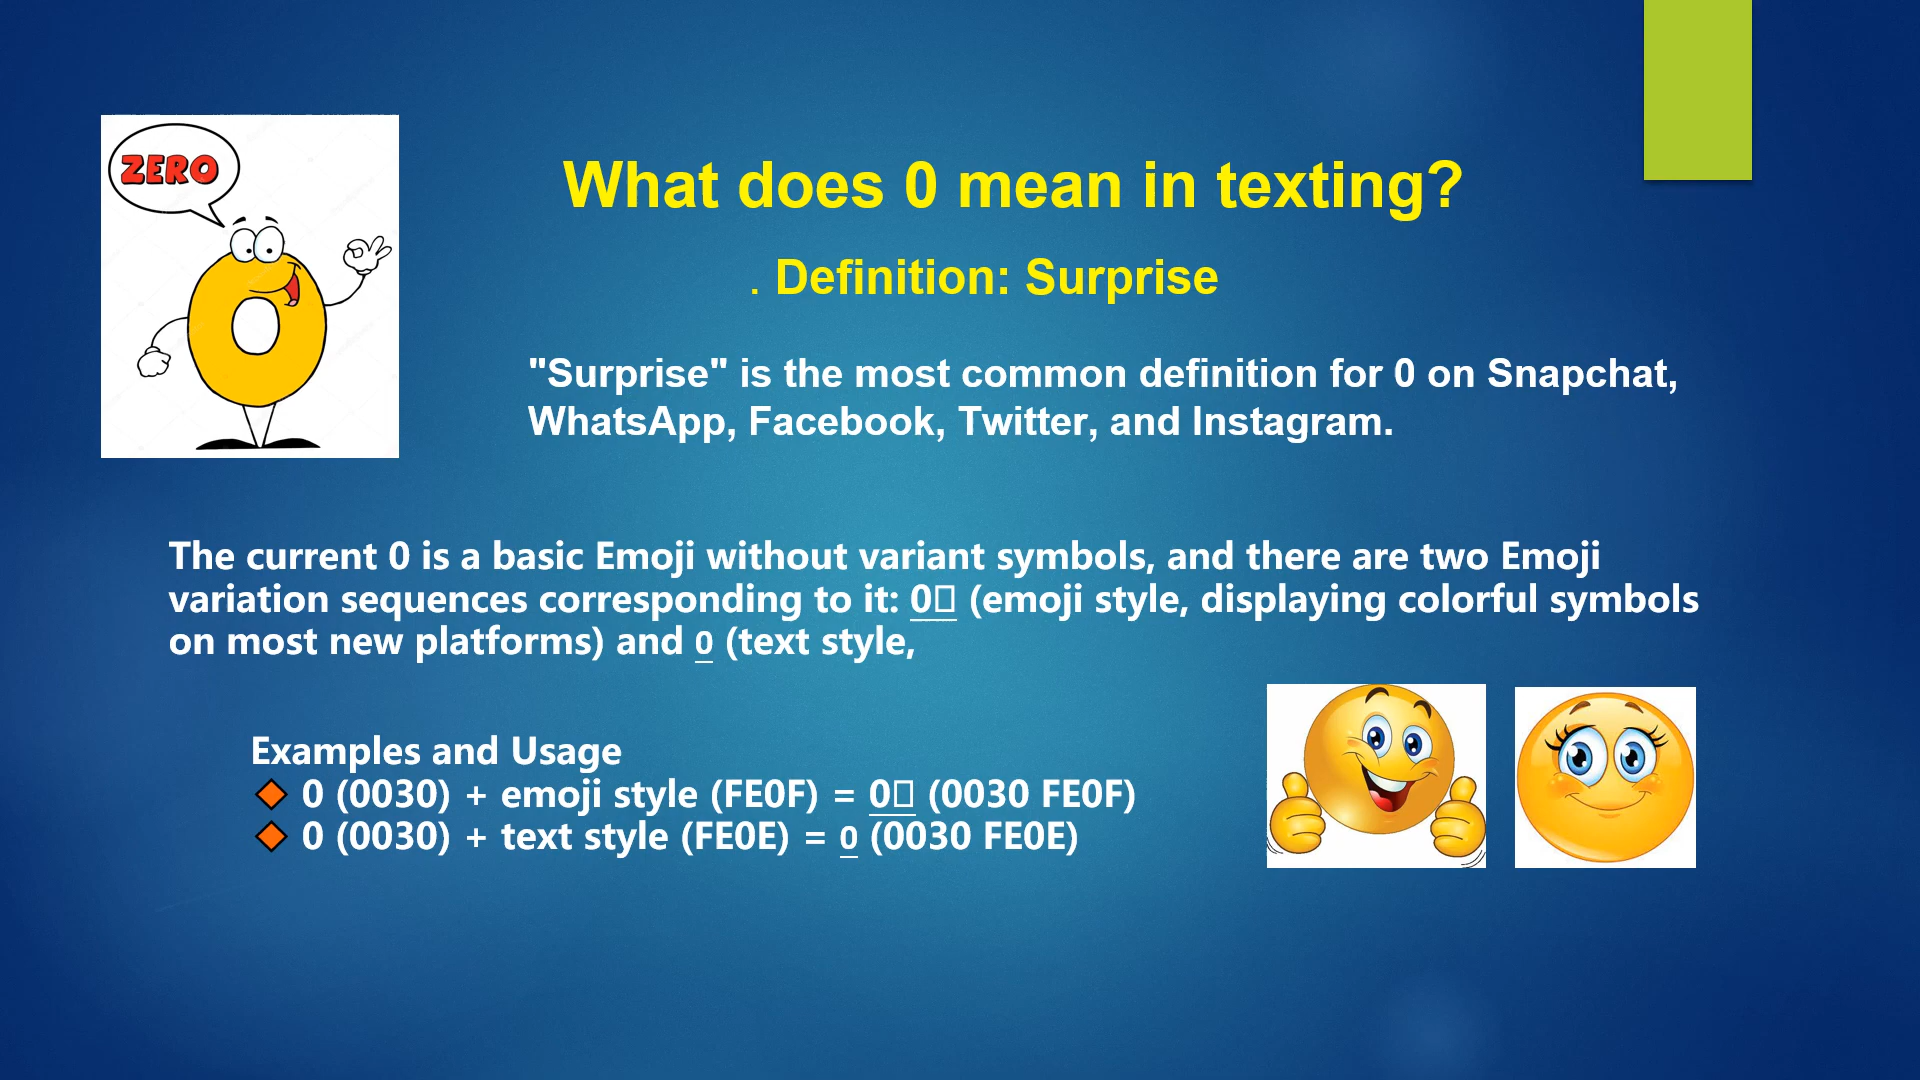 ZERO
What does 0 mean in texting?
. Definition: Surprise
"Surprise" is the most common definition for 0 on Snapchat,
WhatsApp, Facebook, Twitter, and Instagram.
The current 0 is a basic Emoji without variant symbols, and there are two Emoji
variation sequences corresponding to it: 0□ (emoji style, displaying colorful symbols
on most new platforms) and 0 (text style,
Examples and Usage
🔶 0 (0030) + emoji style (FE0F) = 0□ (0030 FE0F)
🔶 0 (0030) + text style (FE0E) = 0 (0030 FE0E)